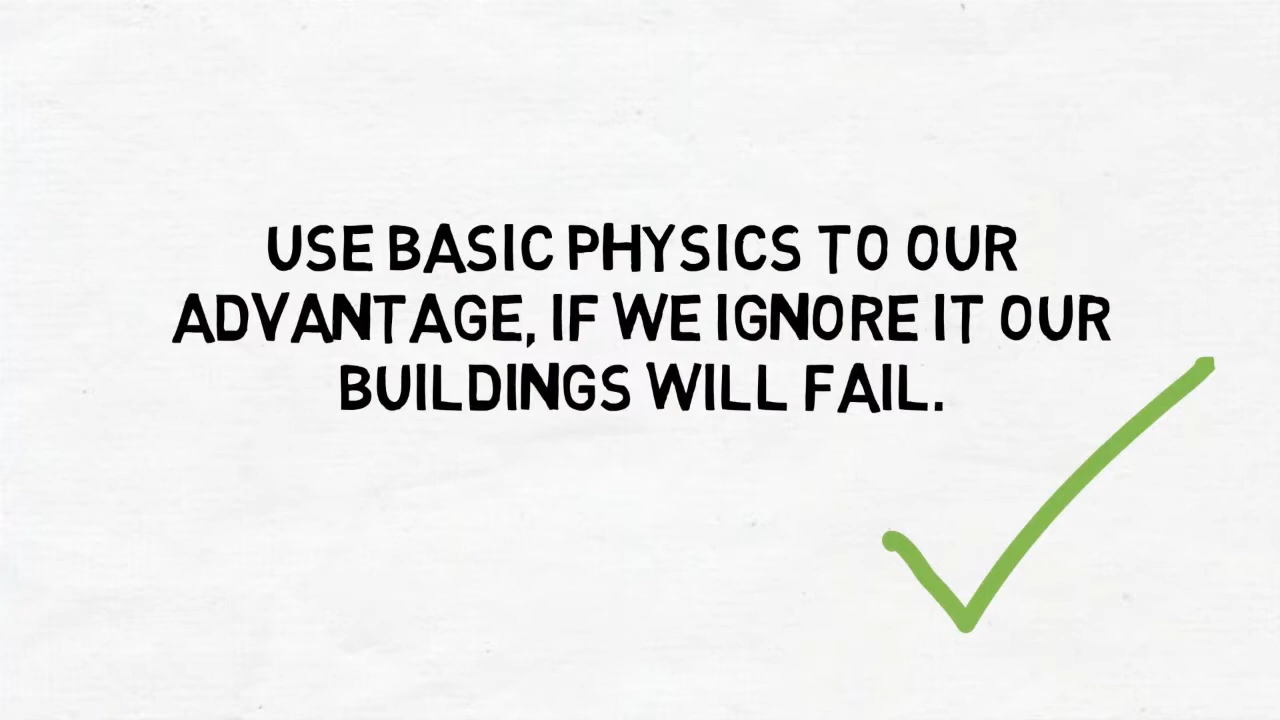 USE BASIC PHYSICS TO OUR
ADVANTAGE, IF WE IGNORE IT OUR
BUILDINGS WILL FAIL.